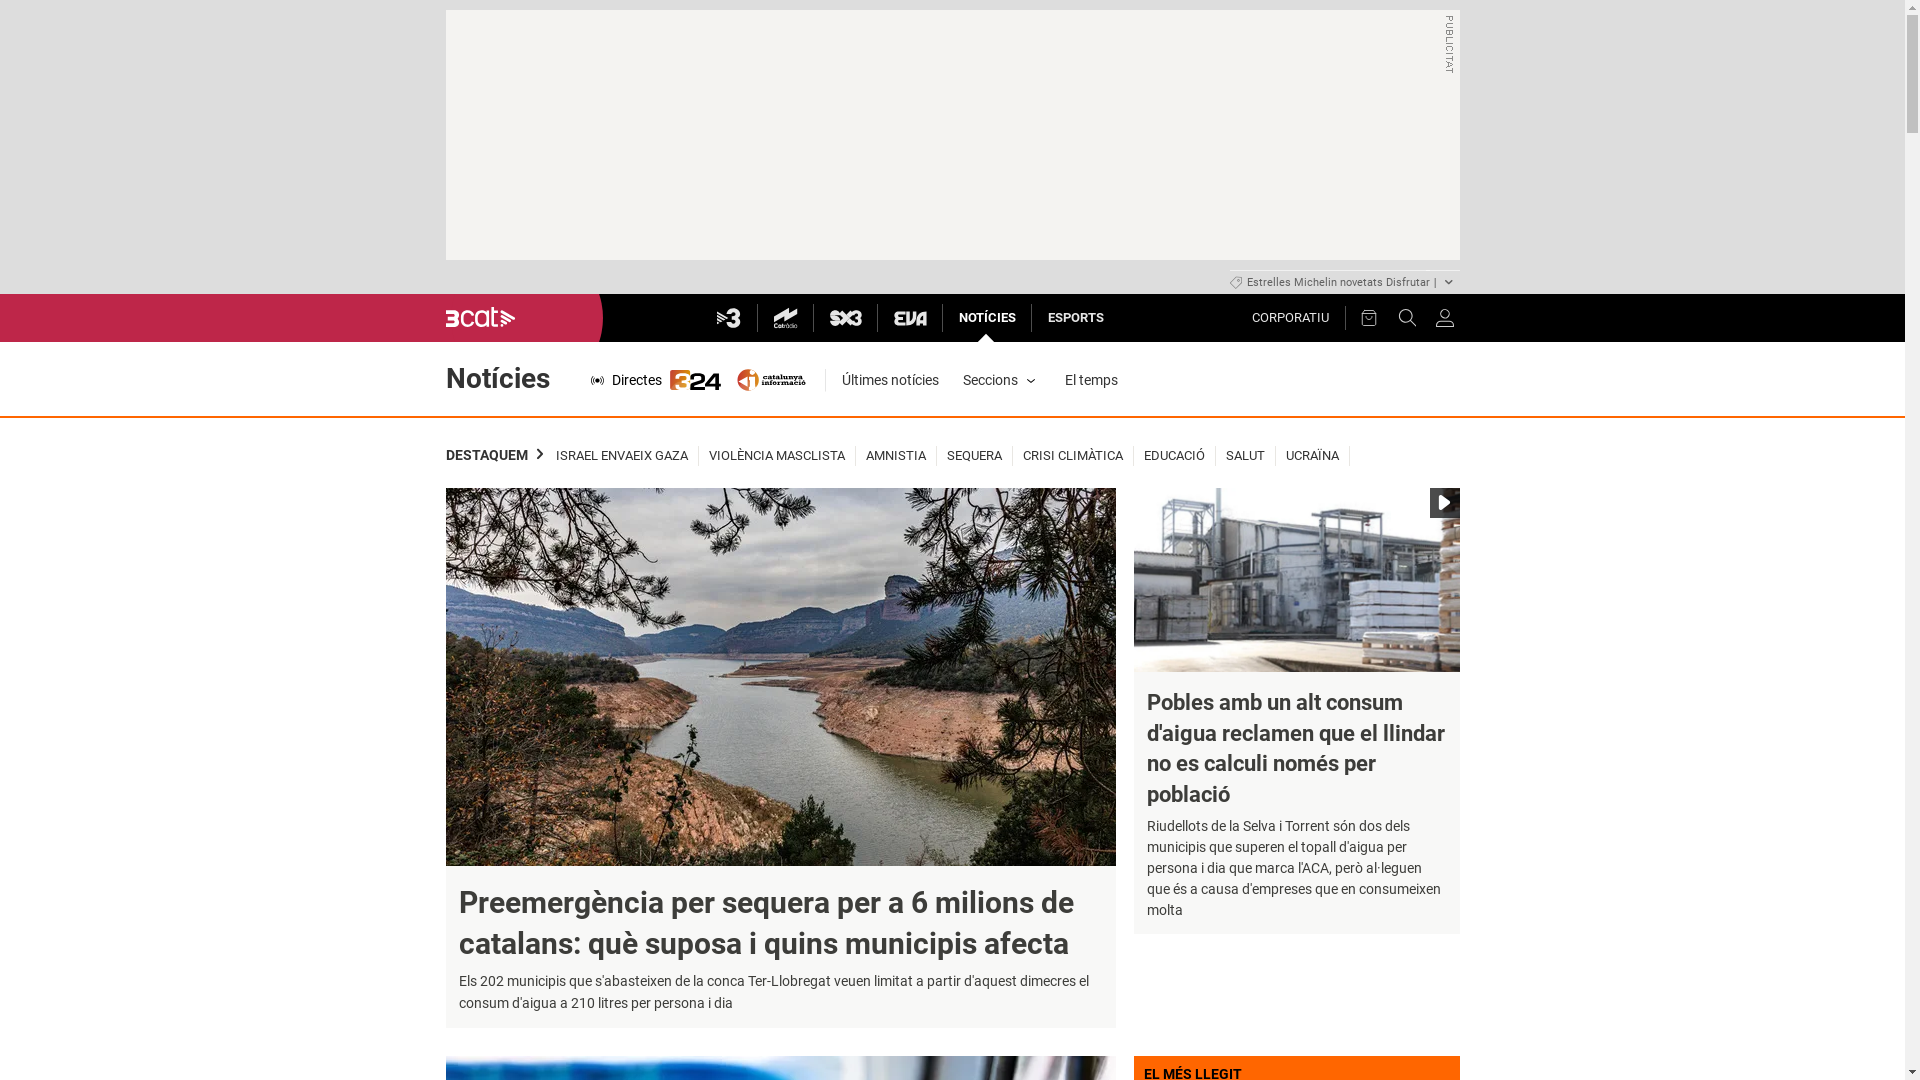 PUBLICITAT
Estrelles Michelin novetats Disfrutar |
3cat
3
Catràdio
SX3
EVA
NOTÍCIES
ESPORTS
CORPORATIU
Notícies
Directes
324
catalunya
informació
Últimes notícies
Seccions
El temps
DESTAQUEM
ISRAEL ENVAEIX GAZA
VIOLÈNCIA MASCLISTA
AMNISTIA
SEQUERA
CRISI CLIMÀTICA
EDUCACIÓ
SALUT
UCRAÏNA
Preemergència per sequera per a 6 milions de
catalans: què suposa i quins municipis afecta
Els 202 municipis que s'abasteixen de la conca Ter-Llobregat veuen limitat a partir d'aquest dimecres el
consum d'aigua a 210 litres per persona i dia
Pobles amb un alt consum
d'aigua reclamen que el llindar
no es calculi només per
població
Riudellots de la Selva i Torrent són dos dels
municipis que superen el topall d'aigua per
persona i dia que marca l'ACA, però al·leguen
que és a causa d'empreses que en consumeixen
molta
EL MÉS LLEGIT